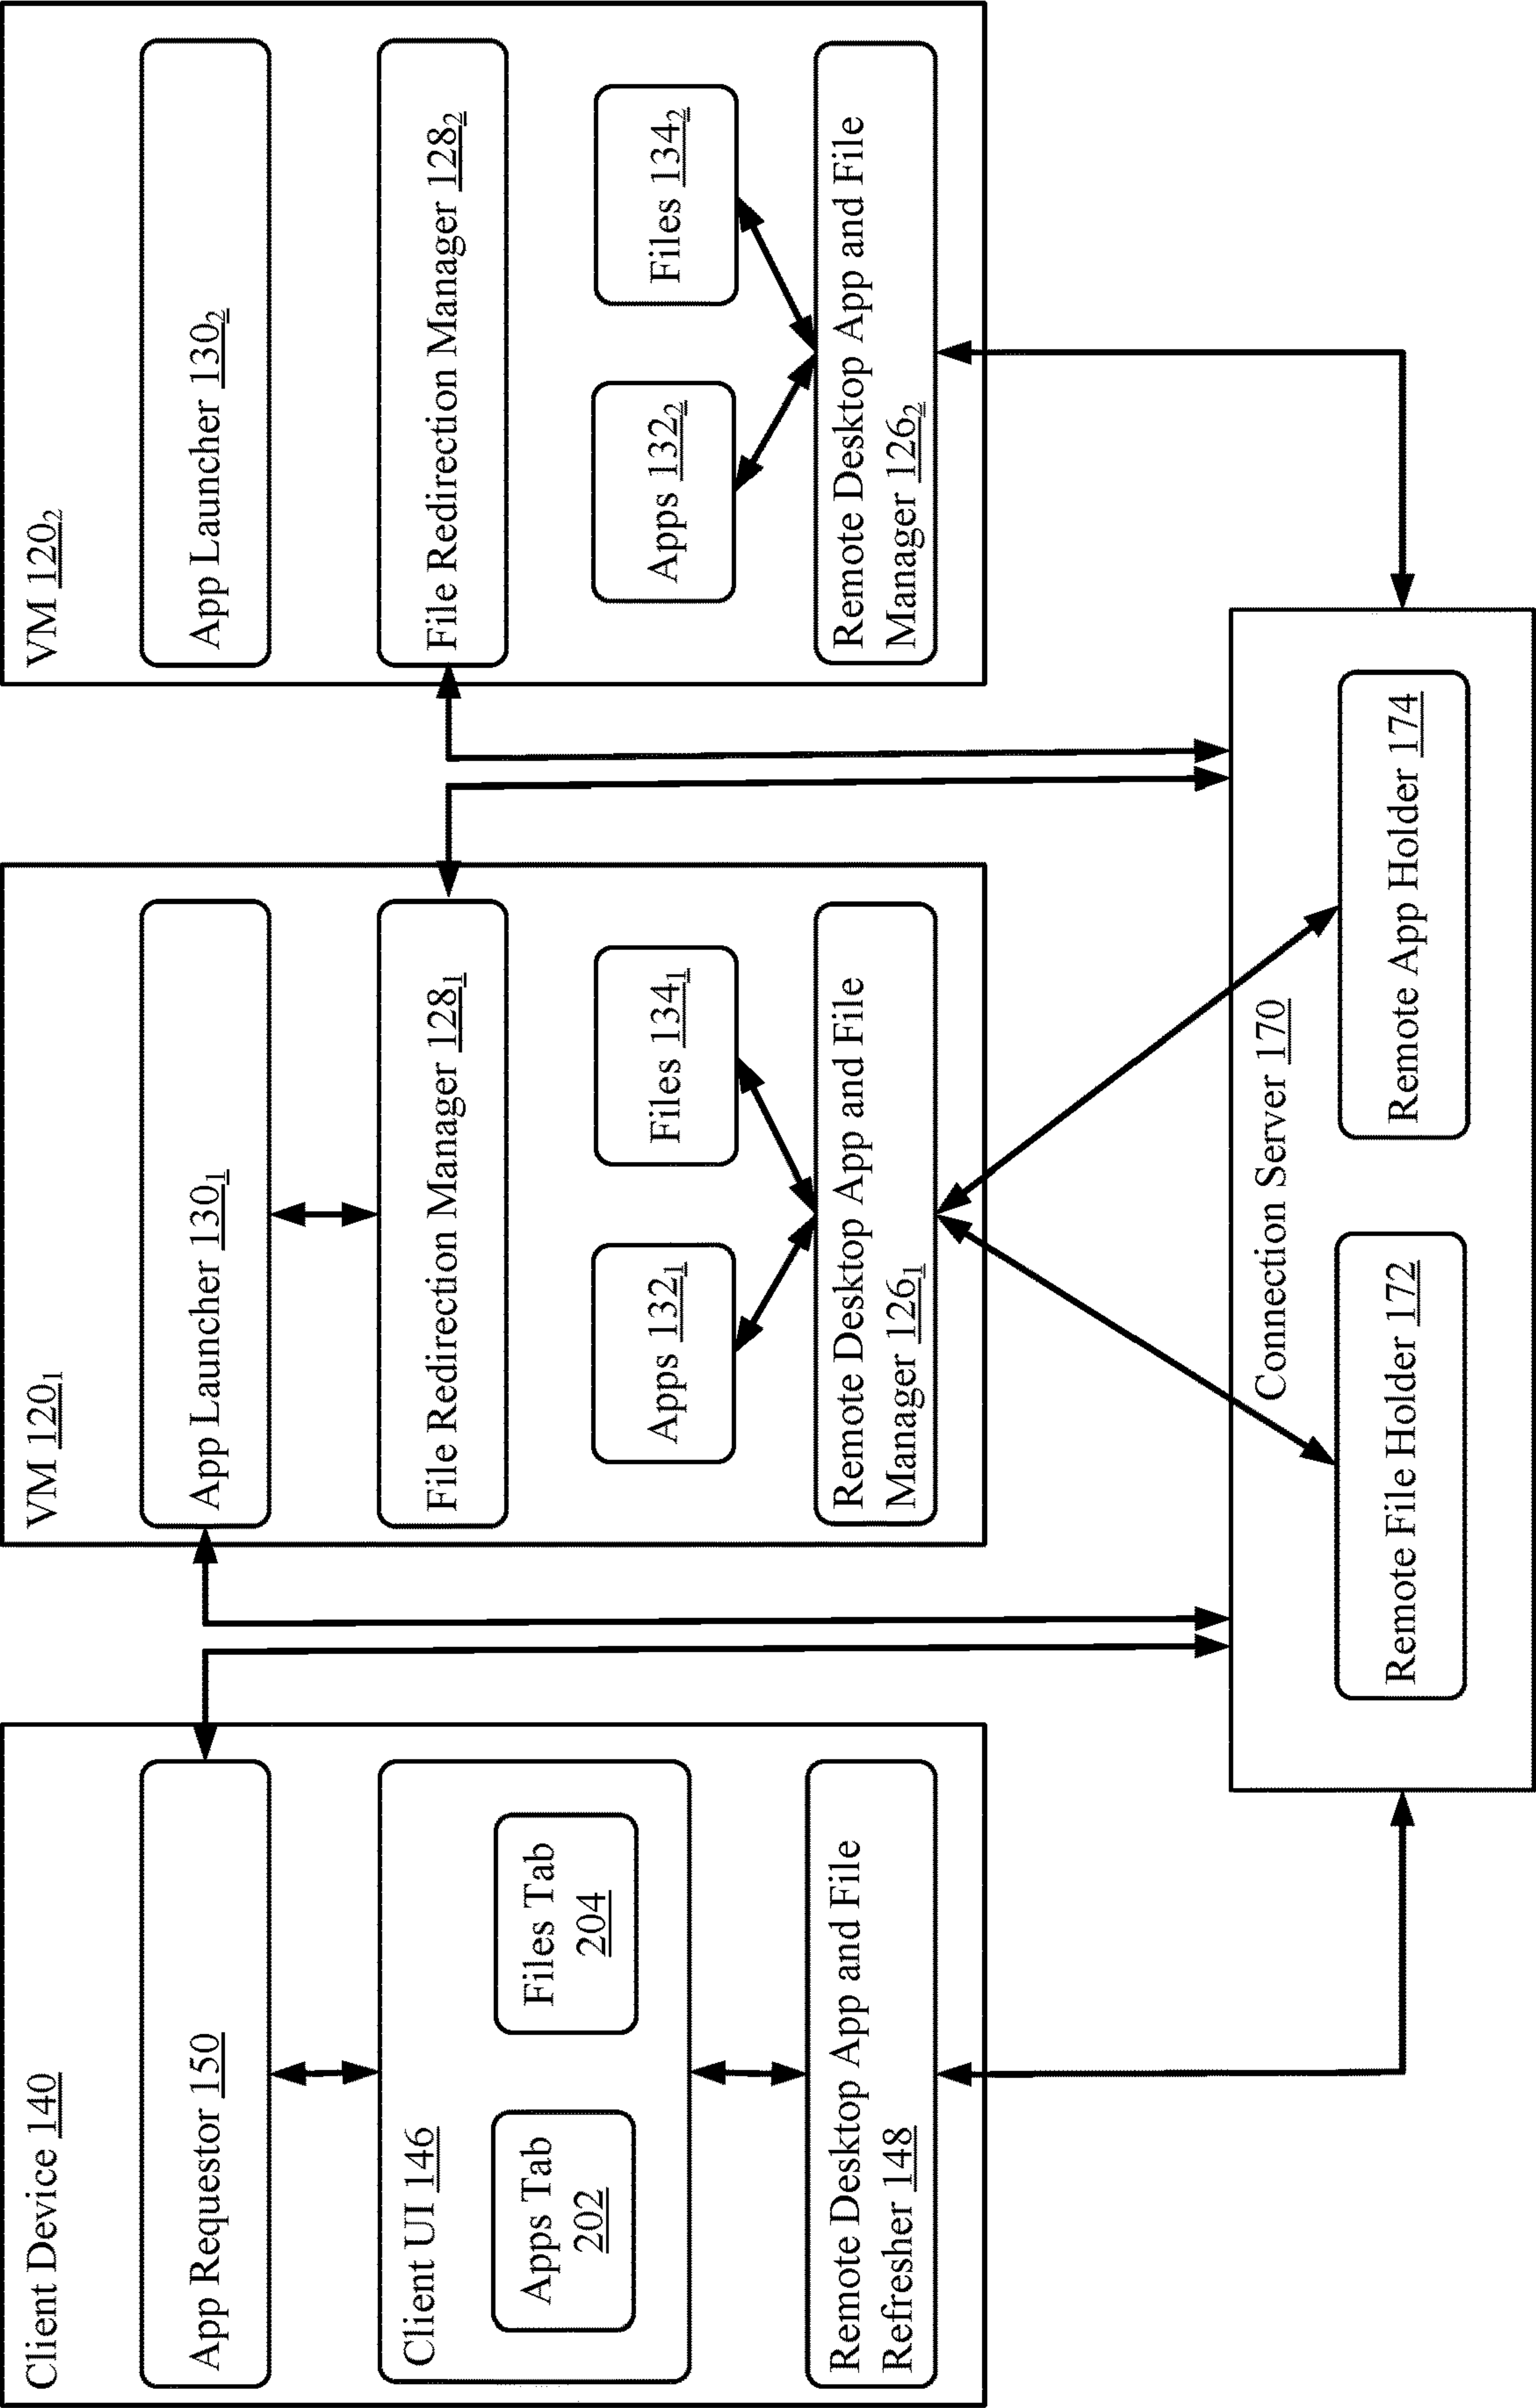 Client Device 140
App Requestor 150
Client UI 146
Apps Tab
202
Files Tab
204
Remote Desktop App and File
Refresher 148
VM 120₁
App Launcher 130₁
File Redirection Manager 128₁
Apps 132₁
Files 134₁
Remote Desktop App and File
Manager 126₁
VM 120₂
App Launcher 130₂
File Redirection Manager 128₂
Apps 132₂
Files 134₂
Remote Desktop App and File
Manager 126₂
Connection Server 170
Remote File Holder 172
Remote App Holder 174